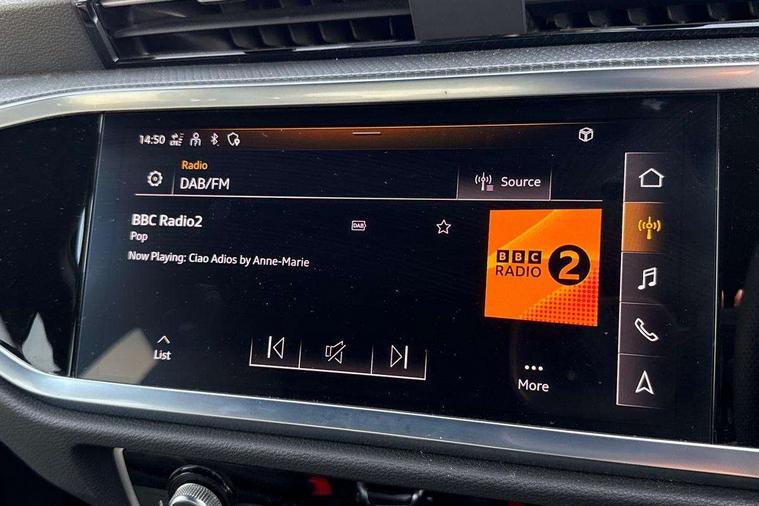 14:50
LTE
Radio
DAB/FM
Source
BBC Radio2
Pop
DAB
Now Playing: Ciao Adios by Anne-Marie
BBC
RADIO 2
List
More